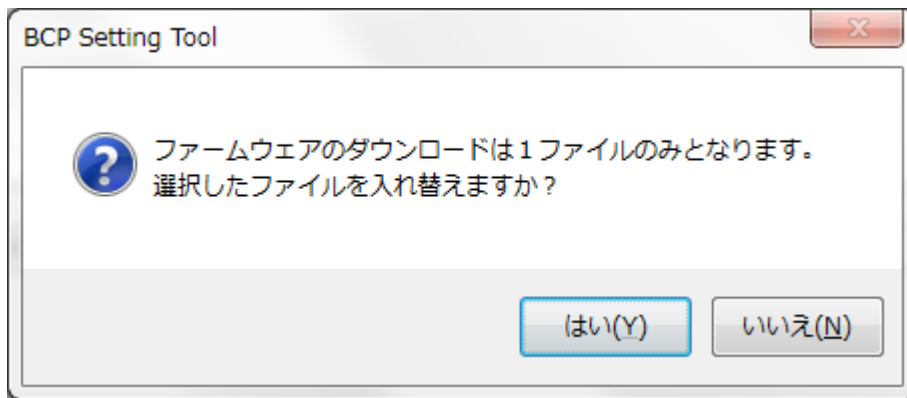 BCP Setting Tool
ファームウェアのダウンロードは１ファイルのみとなります。
選択したファイルを入れ替えますか？
はい(Y)
いいえ(N)